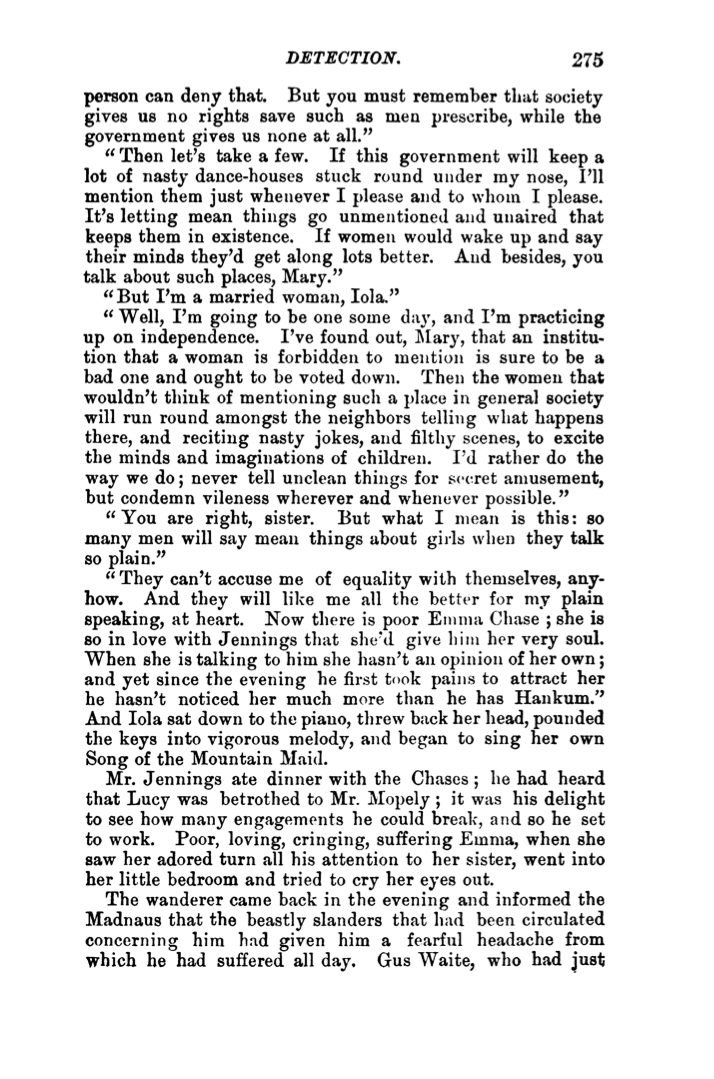 DETECTION. 275
person can deny that. But you must remember that society
gives us no rights save such as men prescribe, while the
government gives us none at all.”
“Then let’s take a few. If this government will keep a
lot of nasty dance-houses stuck round under my nose, I’ll
mention them just whenever I please and to whom I please.
It’s letting mean things go unmentioned and unaired that
keeps them in existence. If women would wake up and say
their minds they’d get along lots better. And besides, you
talk about such places, Mary.”
“But I’m a married woman, Iola.”
“Well, I’m going to be one some day, and I’m practicing
up on independence. I’ve found out, Mary, that an institu-
tion that a woman is forbidden to mention is sure to be a
bad one and ought to be voted down. Then the women that
wouldn’t think of mentioning such a place in general society
will run round amongst the neighbors telling what happens
there, and reciting nasty jokes, and filthy scenes, to excite
the minds and imaginations of children. I’d rather do the
way we do; never tell unclean things for secret amusement,
but condemn vileness wherever and whenever possible.”
“You are right, sister. But what I mean is this: so
many men will say mean things about girls when they talk
so plain.”
“They can’t accuse me of equality with themselves, any-
how. And they will like me all the better for my plain
speaking, at heart. Now there is poor Emma Chase; she is
so in love with Jennings that she’d give him her very soul.
When she is talking to him she hasn’t an opinion of her own;
and yet since the evening he first took pains to attract her
he hasn’t noticed her much more than he has Hankum.”
And Iola sat down to the piano, threw back her head, pounded
the keys into vigorous melody, and began to sing her own
Song of the Mountain Maid.
Mr. Jennings ate dinner with the Chases; he had heard
that Lucy was betrothed to Mr. Mopely; it was his delight
to see how many engagements he could break, and so he set
to work. Poor, loving, cringing, suffering Emma, when she
saw her adored turn all his attention to her sister, went into
her little bedroom and tried to cry her eyes out.
The wanderer came back in the evening and informed the
Madnaus that the beastly slanders that had been circulated
concerning him had given him a fearful headache from
which he had suffered all day. Gus Waite, who had just